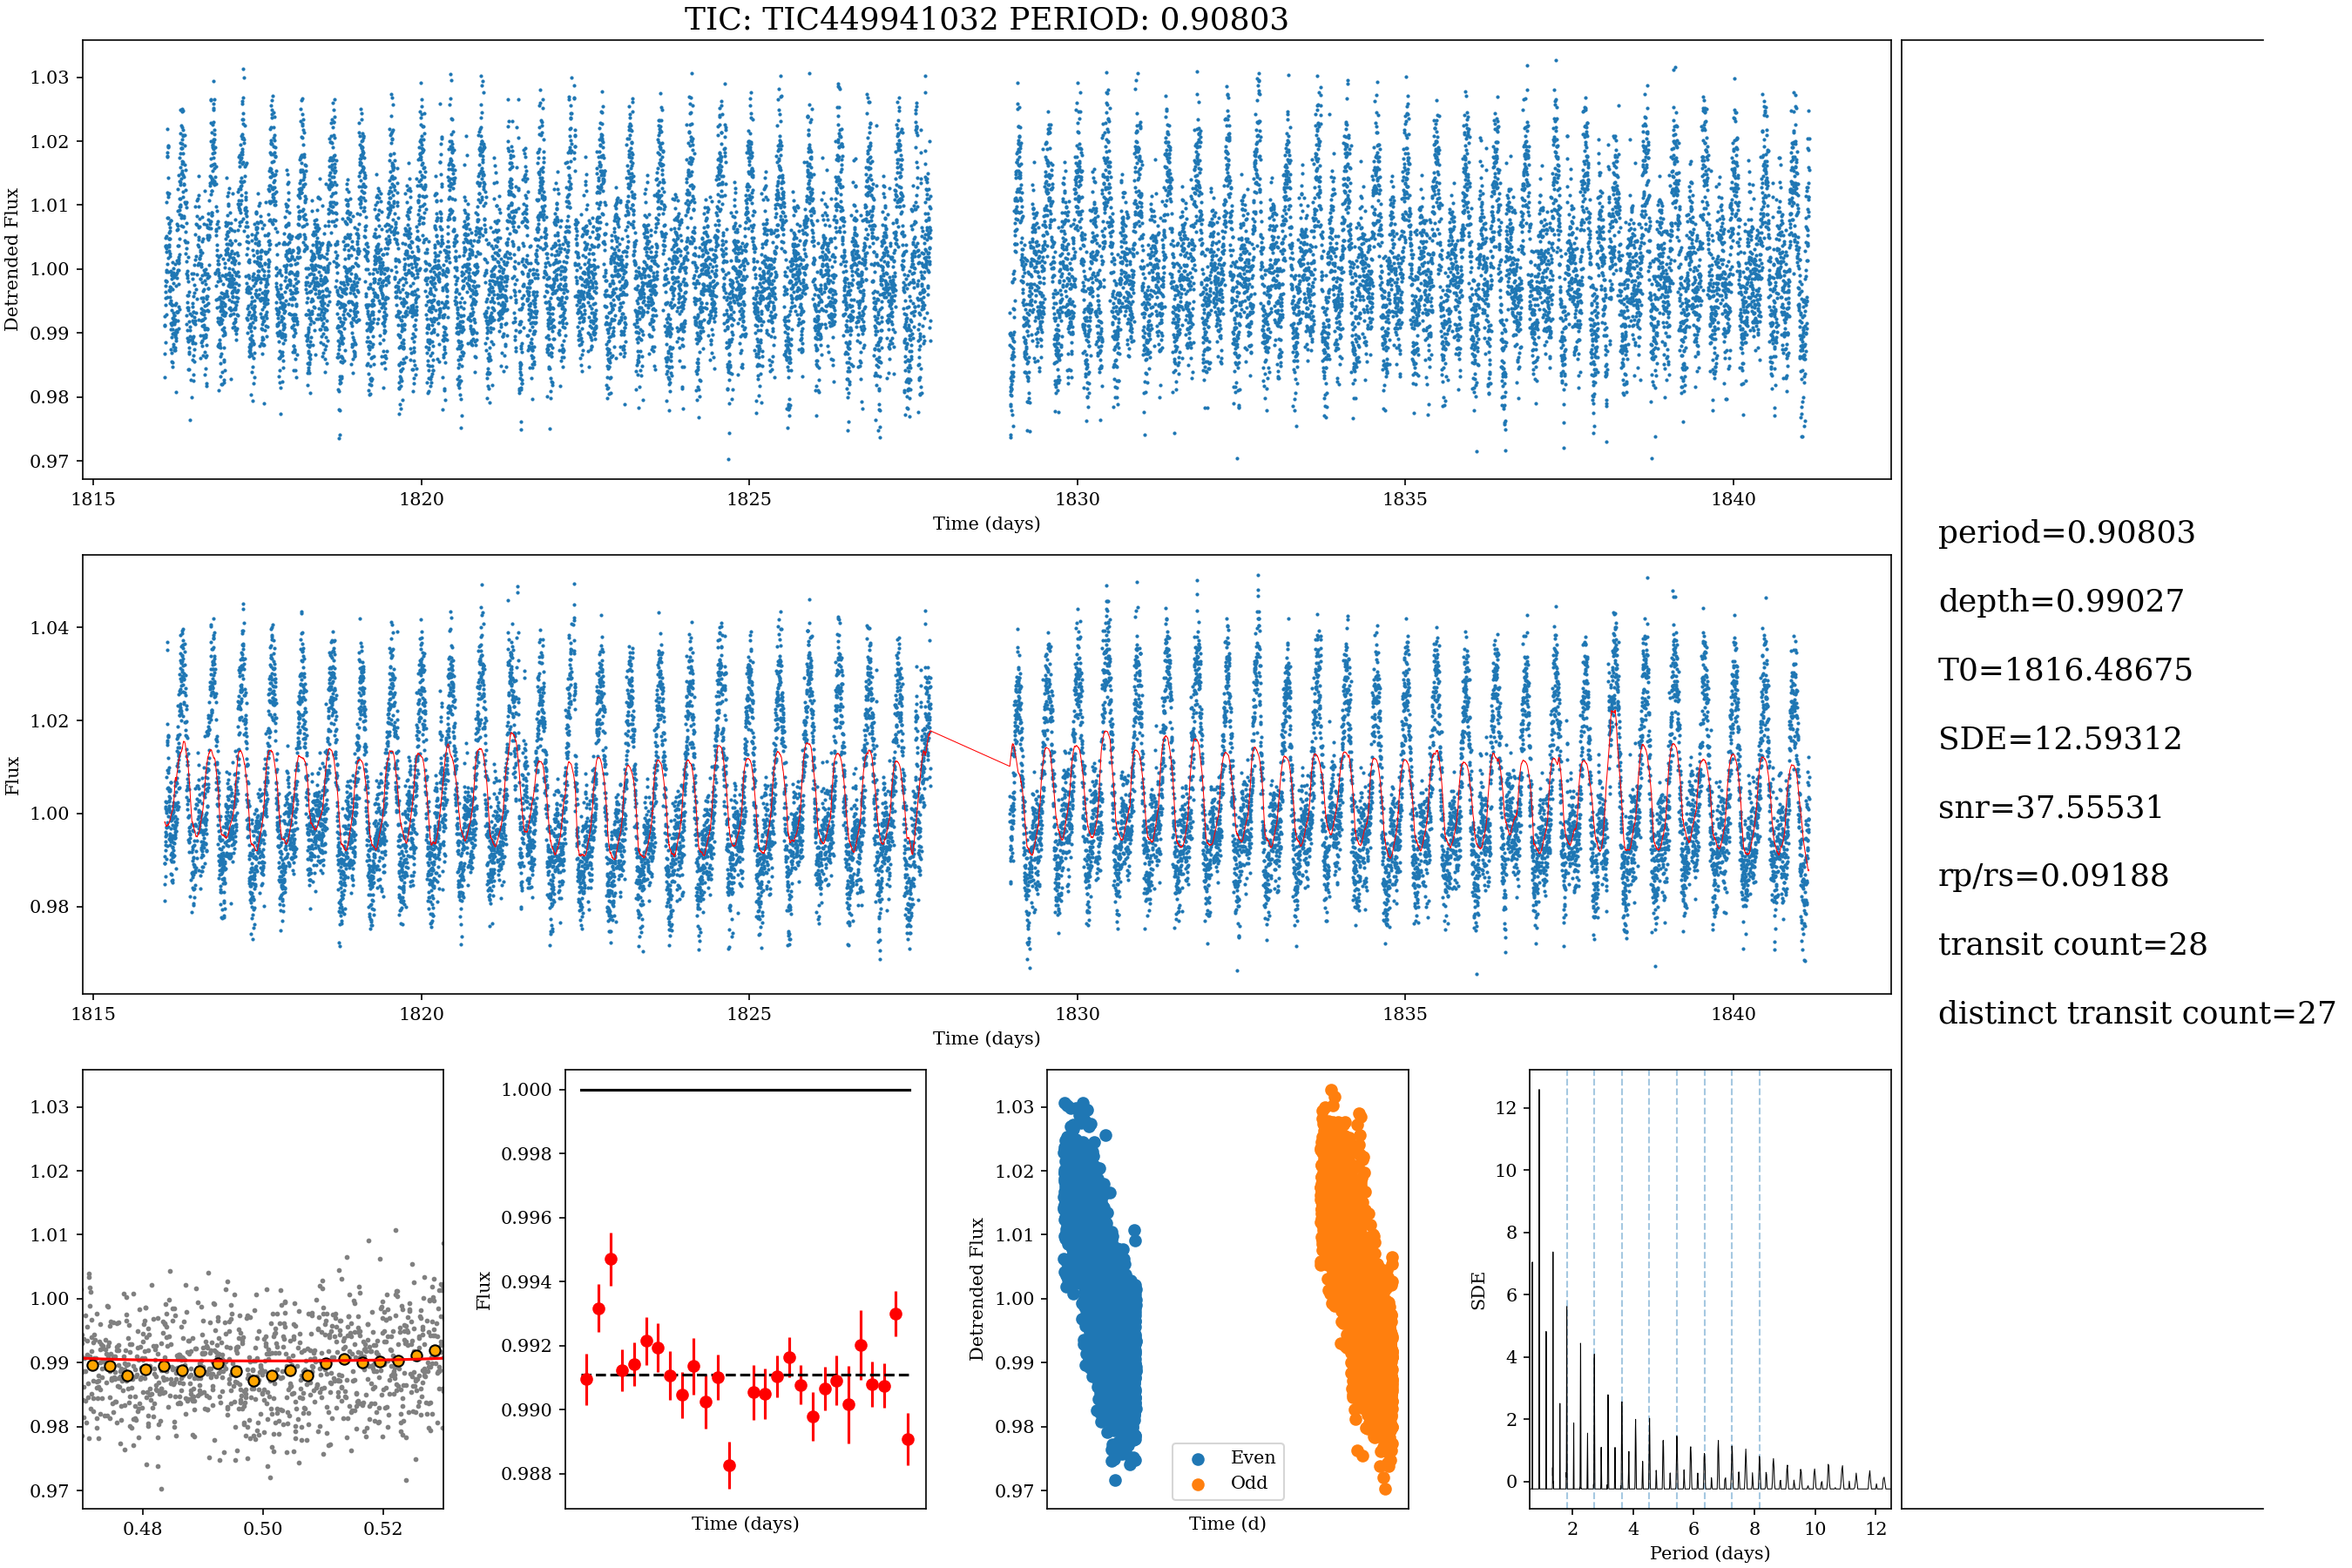 TIC: TIC449941032 PERIOD: 0.90803
1.03
1.02
1.01
1.00
0.99
0.98
0.97
Detrended Flux
1815 1820 1825 1830 1835 1840
Time (days)
1.04
1.02
1.00
0.98
Flux
1815 1820 1825 1830 1835 1840
Time (days)
period=0.90803
depth=0.99027
T0=1816.48675
SDE=12.59312
snr=37.55531
rp/rs=0.09188
transit count=28
distinct transit count=27
1.03
1.02
1.01
1.00
0.99
0.98
0.97
0.48 0.50 0.52
1.000
0.998
0.996
0.994
0.992
0.990
0.988
Flux
Time (days)
1.03
1.02
1.01
1.00
0.99
0.98
0.97
Detrended Flux
Even
Odd
Time (d)
12
10
8
6
4
2
0
SDE
2 4 6 8 10 12
Period (days)